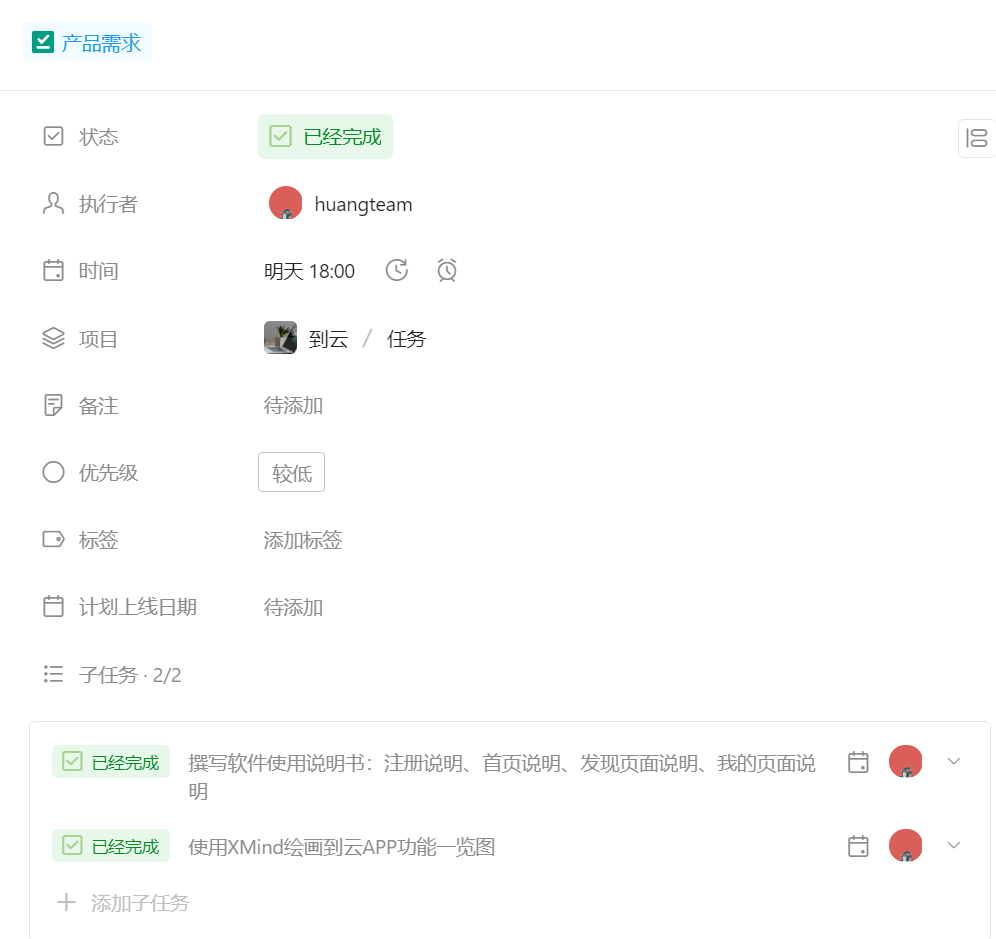 产品需求
状态 已经完成
执行者 huangteam
时间 明天 18:00
项目 到云 / 任务
备注 待添加
优先级 较低
标签 添加标签
计划上线日期 待添加
子任务 · 2/2
已经完成 撰写软件使用说明书：注册说明、首页说明、发现页面说明、我的页面说
明
已经完成 使用XMind绘画到云APP功能一览图
添加子任务